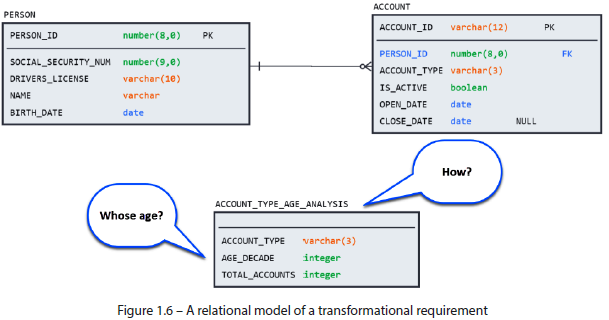 PERSON
PERSON_ID number(8,0) PK
SOCIAL_SECURITY_NUM number(9,0)
DRIVERS_LICENSE varchar(10)
NAME varchar
BIRTH_DATE date
ACCOUNT
ACCOUNT_ID varchar(12) PK
PERSON_ID number(8,0) FK
ACCOUNT_TYPE varchar(3)
IS_ACTIVE boolean
OPEN_DATE date
CLOSE_DATE date NULL
How?
Whose age?
ACCOUNT_TYPE_AGE_ANALYSIS
ACCOUNT_TYPE varchar(3)
AGE_DECADE integer
TOTAL_ACCOUNTS integer
Figure 1.6 – A relational model of a transformational requirement